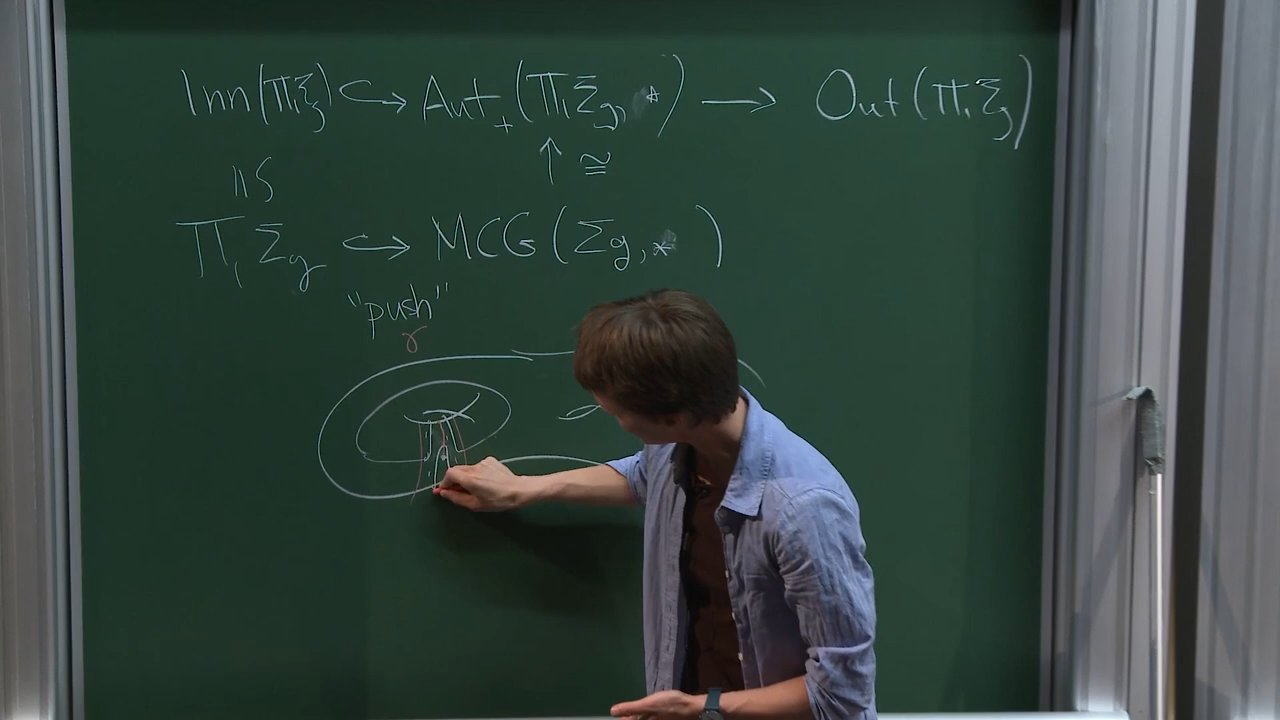 Inn(π₁Σg) ↪ Aut₊(π₁Σg, *) → Out(π₁Σg)
≅ ↑ ≅
π₁Σg ↪ MCG(Σg, *)
"push"
γ